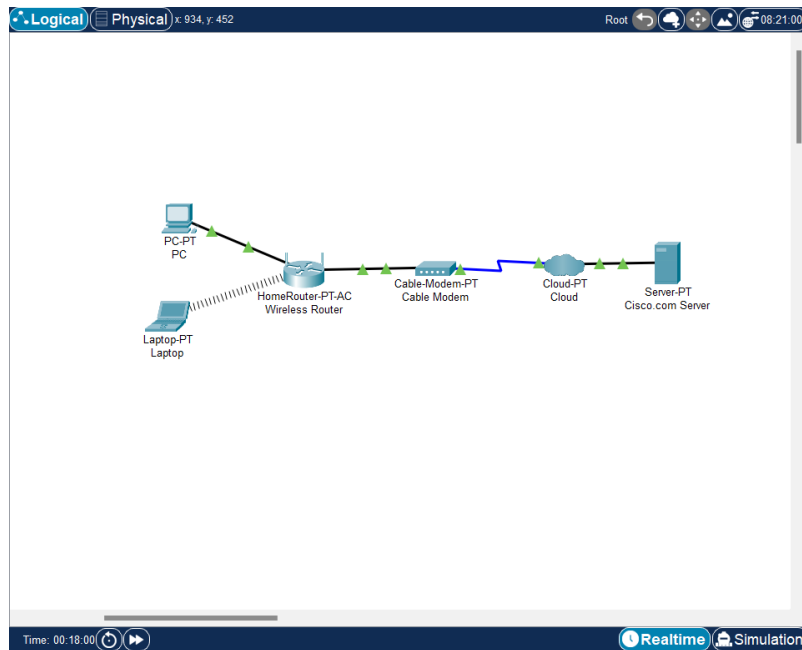 Logical Physical x: 934, y: 452 Root 08:21:00
PC-PT
PC
HomeRouter-PT-AC
Wireless Router
Cable-Modem-PT
Cable Modem
Cloud-PT
Cloud
Server-PT
Cisco.com Server
Laptop-PT
Laptop
Time: 00:18:00 Realtime Simulation